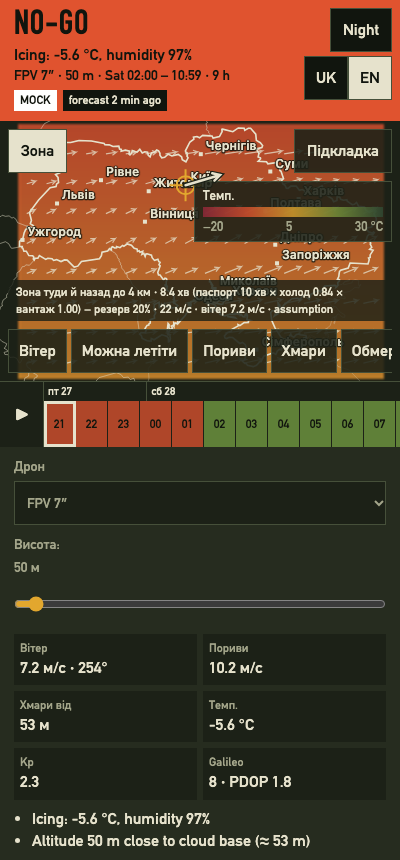 NO-GO
Icing: -5.6 °C, humidity 97%
FPV 7″ · 50 m · Sat 02:00 – 10:59 · 9 h
MOCK forecast 2 min ago
Night
UK EN
Зона
Підкладка
Чернігів
Суми
Рівне
Київ
Львів
Харків
Темп.
Полтава
Вінниця
−20 5 30 °C
Ужгород
Дніпро
Запоріжжя
Миколаїв
Зона туди й назад до 4 км · 8.4 хв (паспорт 10 хв × холод 0.84 ×
вантаж 1.00) – резерв 20% · 22 м/с · вітер 7.2 м/с · assumption
Вітер Можна летіти Пориви Хмари
пт 27 сб 28
21 22 23 00 01 02 03 04 05 06 07
Дрон
FPV 7″
Висота:
50 м
Вітер
7.2 м/с · 254°
Пориви
10.2 м/с
Хмари від
53 м
Темп.
-5.6 °C
Kp
2.3
Galileo
8 · PDOP 1.8
• Icing: -5.6 °C, humidity 97%
• Altitude 50 m close to cloud base (≈ 53 m)